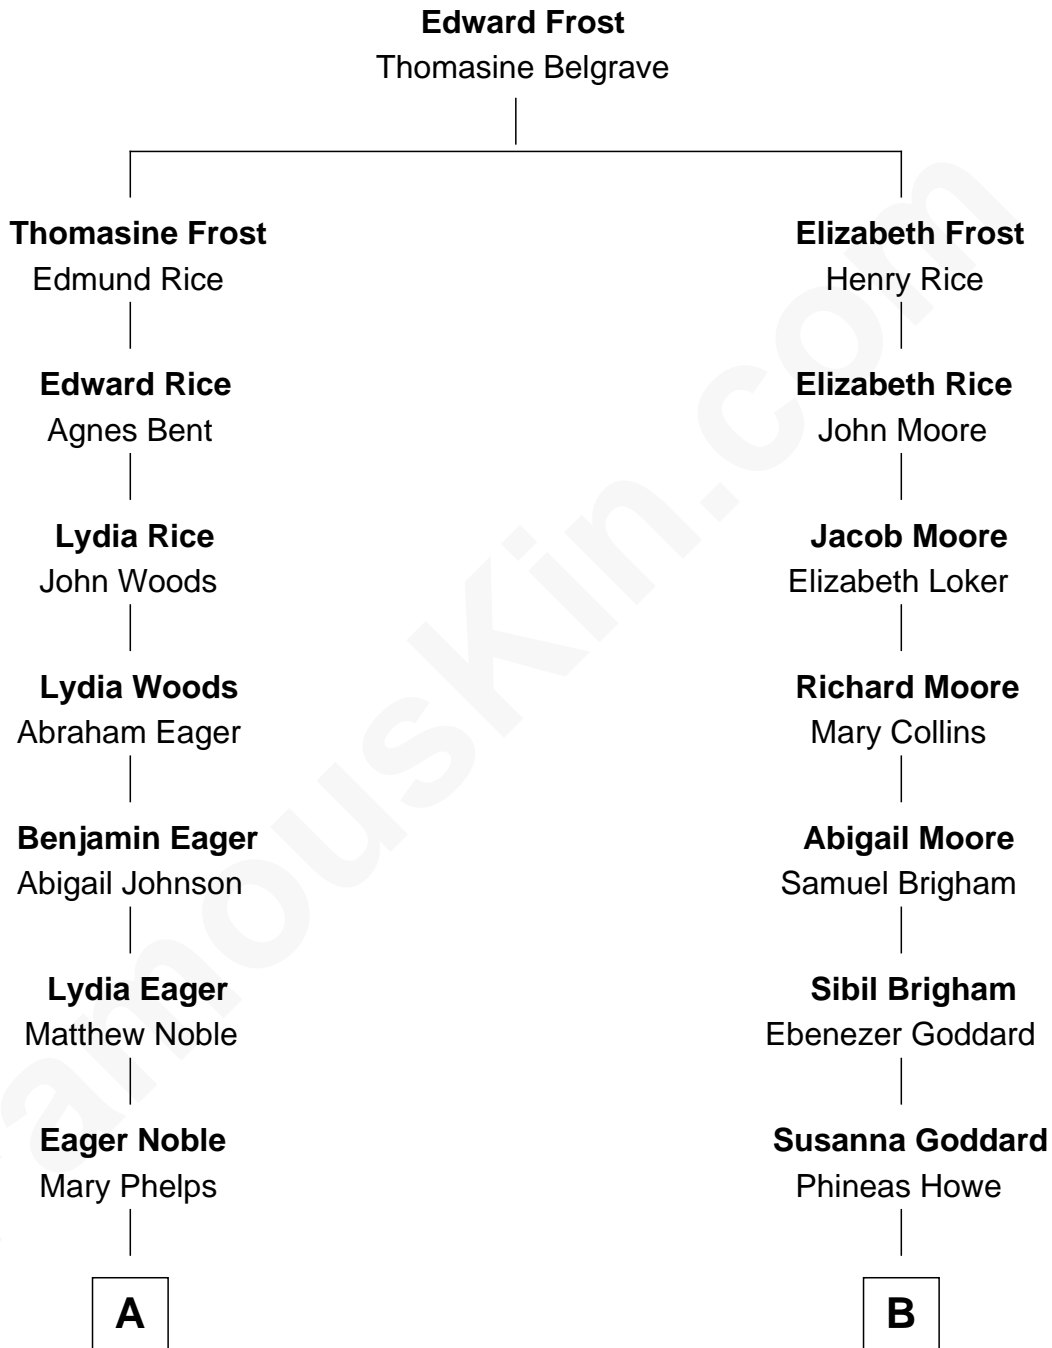 Edward Frost
Thomasine Belgrave
Thomasine Frost
Edmund Rice
Edward Rice
Agnes Bent
Lydia Rice
John Woods
Lydia Woods
Abraham Eager
Benjamin Eager
Abigail Johnson
Lydia Eager
Matthew Noble
Eager Noble
Mary Phelps
A
Elizabeth Frost
Henry Rice
Elizabeth Rice
John Moore
Jacob Moore
Elizabeth Loker
Richard Moore
Mary Collins
Abigail Moore
Samuel Brigham
Sibil Brigham
Ebenezer Goddard
Susanna Goddard
Phineas Howe
B
amouskin.com